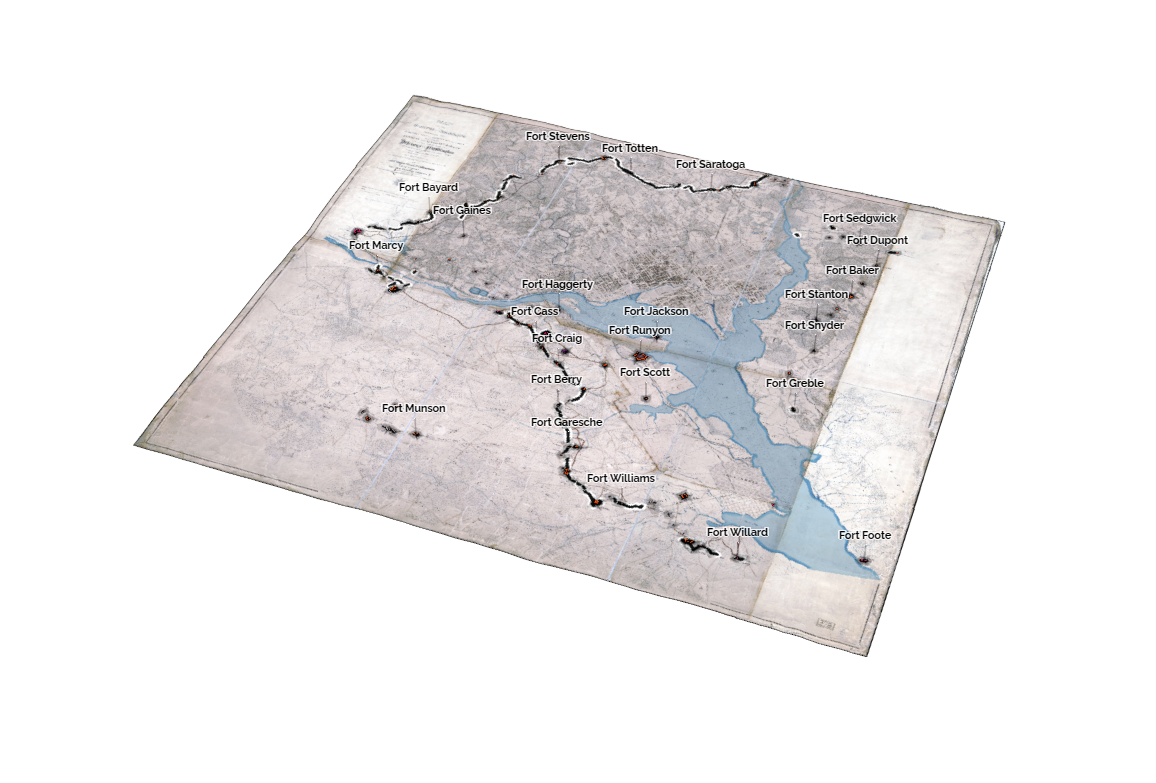 Fort Stevens
Fort Totten
Fort Saratoga
Fort Bayard
Fort Gaines
Fort Sedgwick
Fort Marcy
Fort Dupont
Fort Baker
Fort Haggerty
Fort Stanton
Fort Cass
Fort Jackson
Fort Snyder
Fort Runyon
Fort Craig
Fort Scott
Fort Berry
Fort Greble
Fort Munson
Fort Garesche
Fort Williams
Fort Willard
Fort Foote